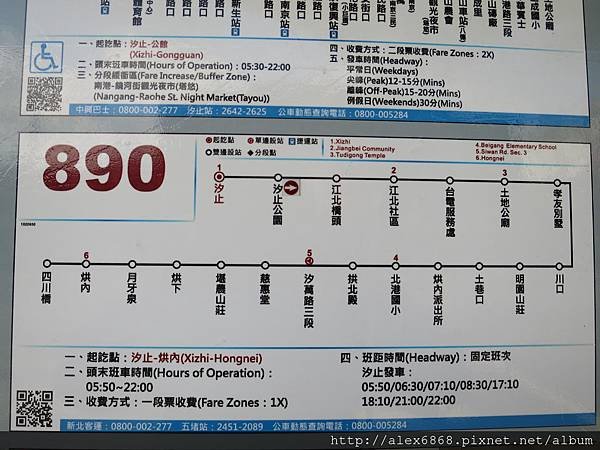 一、起訖點：汐止-公館
(Xizhi-Gongguan)
二、頭末班車時間(Hours of Operation)：05:30-22:00
三、分段緩衝區(Fare Increase/Buffer Zone)：
南港-饒河街觀光夜市(塔悠)
(Nangang-Raohe St. Night Market(Tayou))
四、收費方式：二段票收費(Fare Zones：2X)
五、發車時間(Headway)：
平常日(Weekdays)
尖峰(Peak)12-15分(Mins)
離峰(Off-Peak)15-20分(Mins)
例假日(Weekends)30分(Mins)
中興巴士：0800-002-277 汐止站：2642-2625 公車動態查詢電話：0800-005284
890
起訖點 單邊設站 捷運站
雙邊設站 分段點
1.Xizhi
2.Jiangbei Community
3.Tudigong Temple
4.Beigang Elementary School
5.Siwan Rd. Sec. 3
6.Hongnei
1 汐止
汐止公園
江北橋頭
2 江北社區
台電服務處
3 土地公廟
孝友別墅
四川橋
6 烘內
月牙泉
烘下
堪農山莊
慈惠堂
5 汐萬路三段
拱北殿
4 北港國小
烘內派出所
土巷口
明園山莊
川口
一、起訖點：汐止-烘內(Xizhi-Hongnei)
二、頭末班車時間(Hours of Operation)：
05:50~22:00
三、收費方式：一段票收費(Fare Zones：1X)
四、班距時間(Headway)：固定班次
汐止發車：
05:50/06:30/07:10/08:30/17:10
18:10/21:00/22:00
新北客運：0800-002-277 五堵站：2451-2089 公車動態查詢電話：0800-005284
http://alex6868.pixnet.net/album